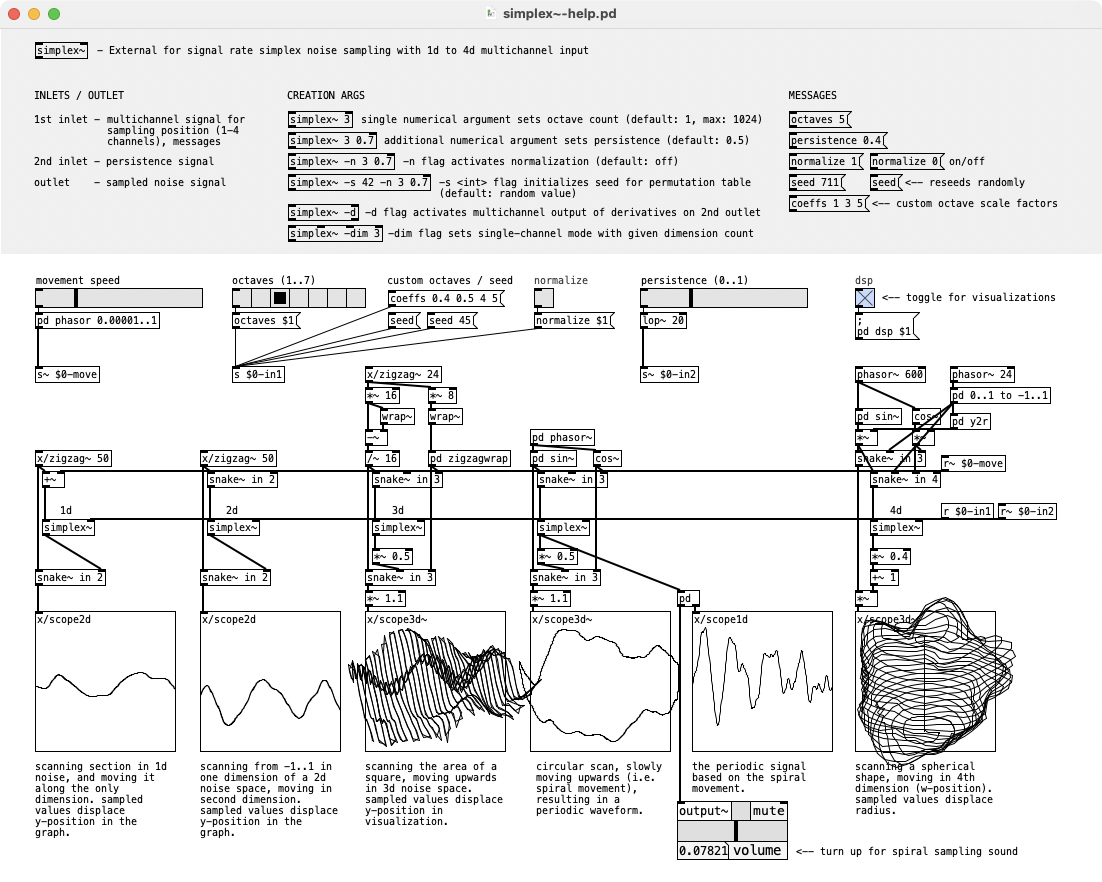 simplex~-help.pd
simplex~ - External for signal rate simplex noise sampling with 1d to 4d multichannel input
INLETS / OUTLET
1st inlet - multichannel signal for
sampling position (1-4
channels), messages
2nd inlet - persistence signal
outlet - sampled noise signal
CREATION ARGS
simplex~ 3 single numerical argument sets octave count (default: 1, max: 1024)
simplex~ 3 0.7 additional numerical argument sets persistence (default: 0.5)
simplex~ -n 3 0.7 -n flag activates normalization (default: off)
simplex~ -s 42 -n 3 0.7 -s <int> flag initializes seed for permutation table
(default: random value)
simplex~ -d -d flag activates multichannel output of derivatives on 2nd outlet
simplex~ -dim 3 -dim flag sets single-channel mode with given dimension count
MESSAGES
octaves 5
persistence 0.4
normalize 1 normalize 0 on/off
seed 711 seed <-- reseeds randomly
coeffs 1 3 5 <-- custom octave scale factors
movement speed
pd phasor 0.00001..1
s~ $0-move
octaves (1..7)
octaves $1
s $0-in1
custom octaves / seed
coeffs 0.4 0.5 4 5
seed seed 45
normalize
normalize $1
persistence (0..1)
lop~ 20
s~ $0-in2
dsp
<-- toggle for visualizations
;
pd dsp $1
x/zigzag~ 24
*~ 16 *~ 8
wrap~ wrap~
-~
/~ 16 pd zigzagwrap
phasor~ 600 phasor~ 24
pd 0..1 to -1..1
pd sin~ cos~ pd y2r
*~ *~
pd phasor~
x/zigzag~ 50 x/zigzag~ 50 pd sin~ cos~ snake~ in 3
r~ $0-move
+~ snake~ in 2 snake~ in 3 snake~ in 3 snake~ in 4
1d 2d 3d 4d r $0-in1 r~ $0-in2
simplex~ simplex~ simplex~ simplex~ simplex~
*~ 0.5 *~ 0.5 *~ 0.4
snake~ in 2 snake~ in 2 snake~ in 3 snake~ in 3 +~ 1
*~ 1.1 *~ 1.1 pd *~
x/scope2d x/scope2d x/scope3d~ x/scope3d~ x/scope1d x/scope3d~
scanning section in 1d
noise, and moving it
along the only
dimension. sampled
values displace
y-position in the
graph.
scanning from -1..1 in
one dimension of a 2d
noise space, moving in
second dimension.
sampled values displace
y-position in the
graph.
scanning the area of a
square, moving upwards
in 3d noise space.
sampled values displace
y-position in
visualization.
circular scan, slowly
moving upwards (i.e.
spiral movement),
resulting in a
periodic waveform.
the periodic signal
based on the spiral
movement.
scanning a spherical
shape, moving in 4th
dimension (w-position).
sampled values displace
radius.
output~ mute
0.07821 volume <-- turn up for spiral sampling sound